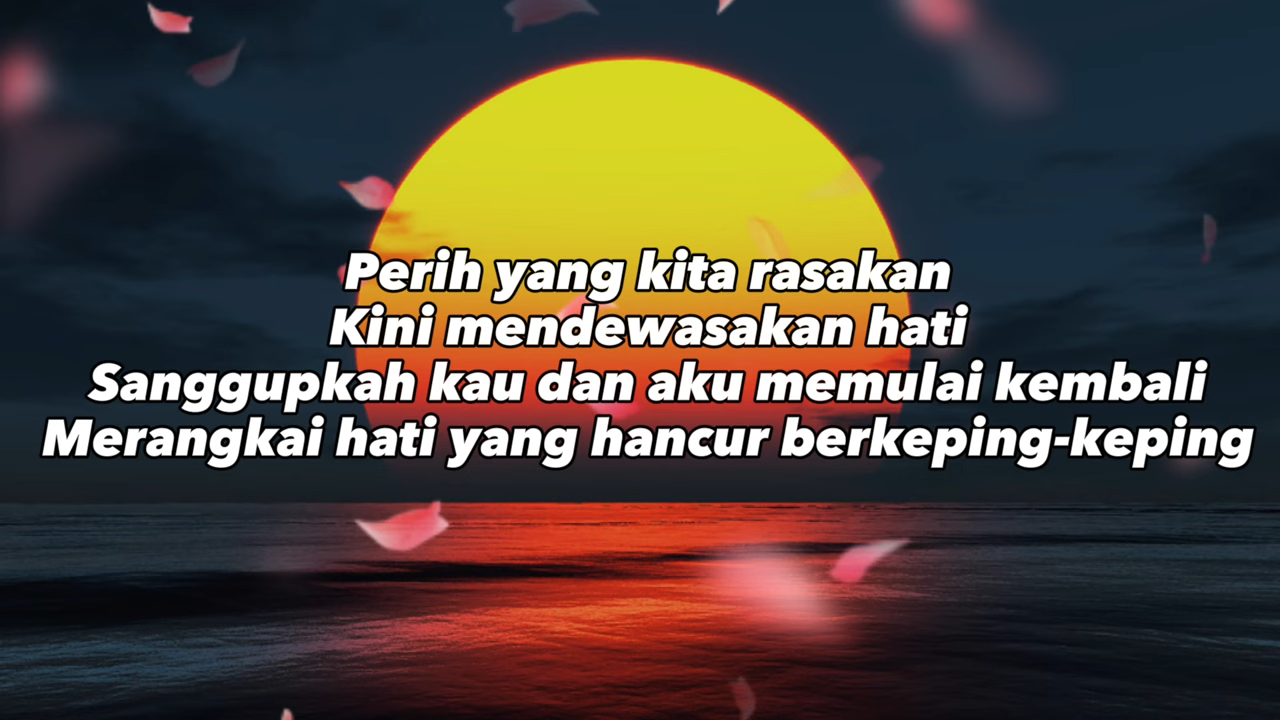 Perih yang kita rasakan
Kini mendewasakan hati
Sanggupkah kau dan aku memulai kembali
Merangkai hati yang hancur berkeping-keping